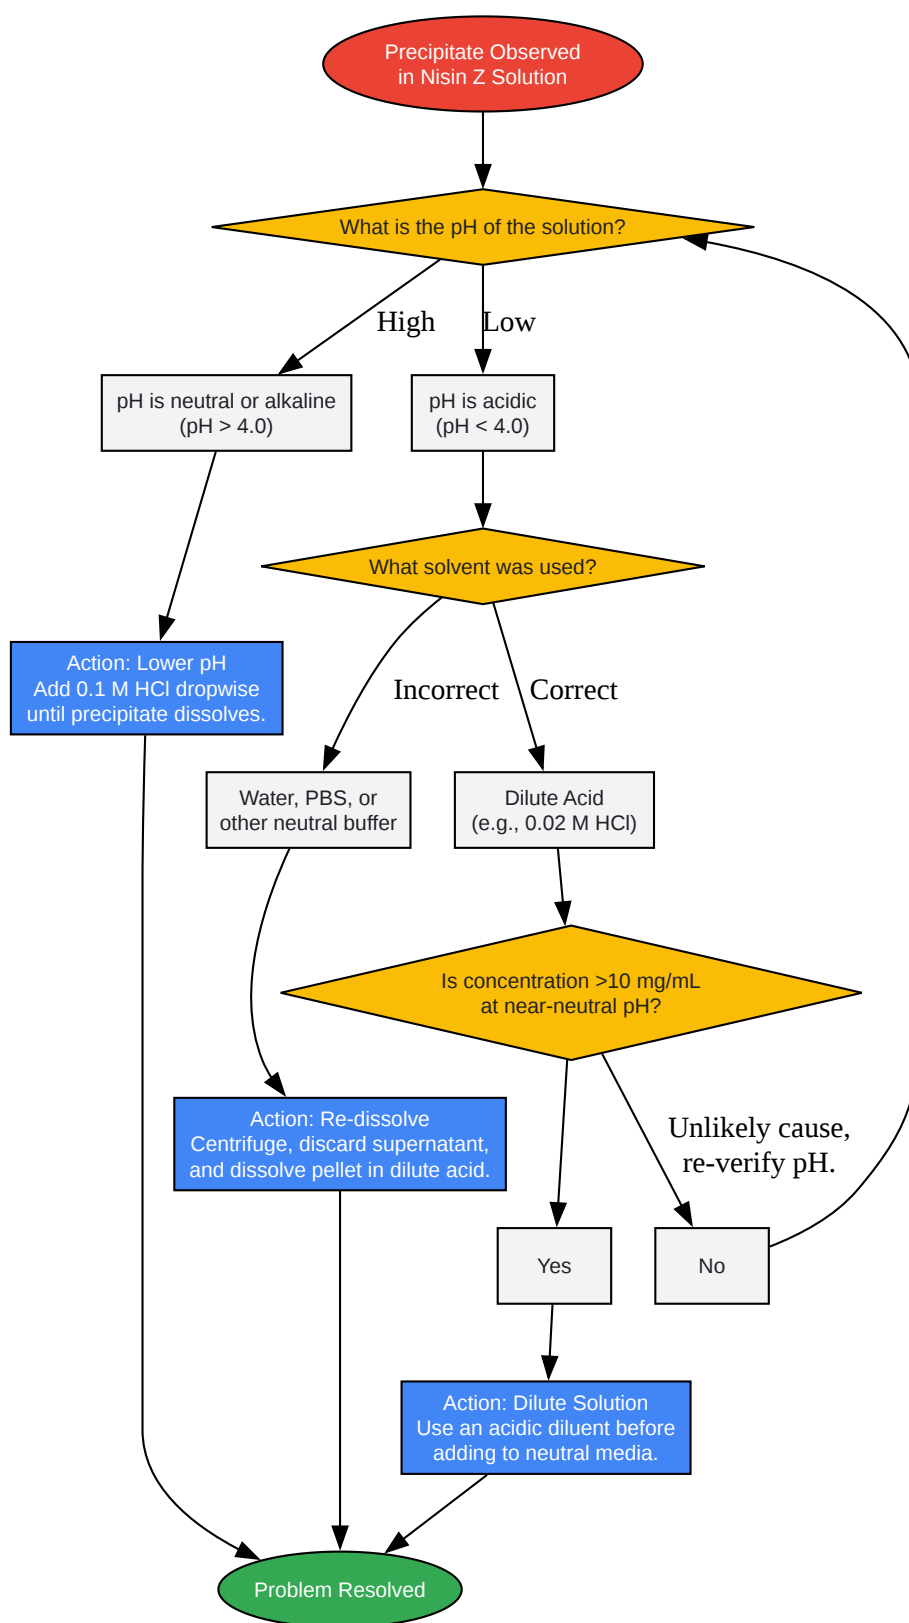 Precipitate Observed
in Nisin Z Solution
What is the pH of the solution?
High
Low
pH is neutral or alkaline
(pH > 4.0)
pH is acidic
(pH < 4.0)
What solvent was used?
Action: Lower pH
Add 0.1 M HCl dropwise
until precipitate dissolves.
Incorrect
Correct
Water, PBS, or
other neutral buffer
Dilute Acid
(e.g., 0.02 M HCl)
Is concentration >10 mg/mL
at near-neutral pH?
Action: Re-dissolve
Centrifuge, discard supernatant,
and dissolve pellet in dilute acid.
Unlikely cause,
re-verify pH.
Yes
No
Action: Dilute Solution
Use an acidic diluent before
adding to neutral media.
Problem Resolved